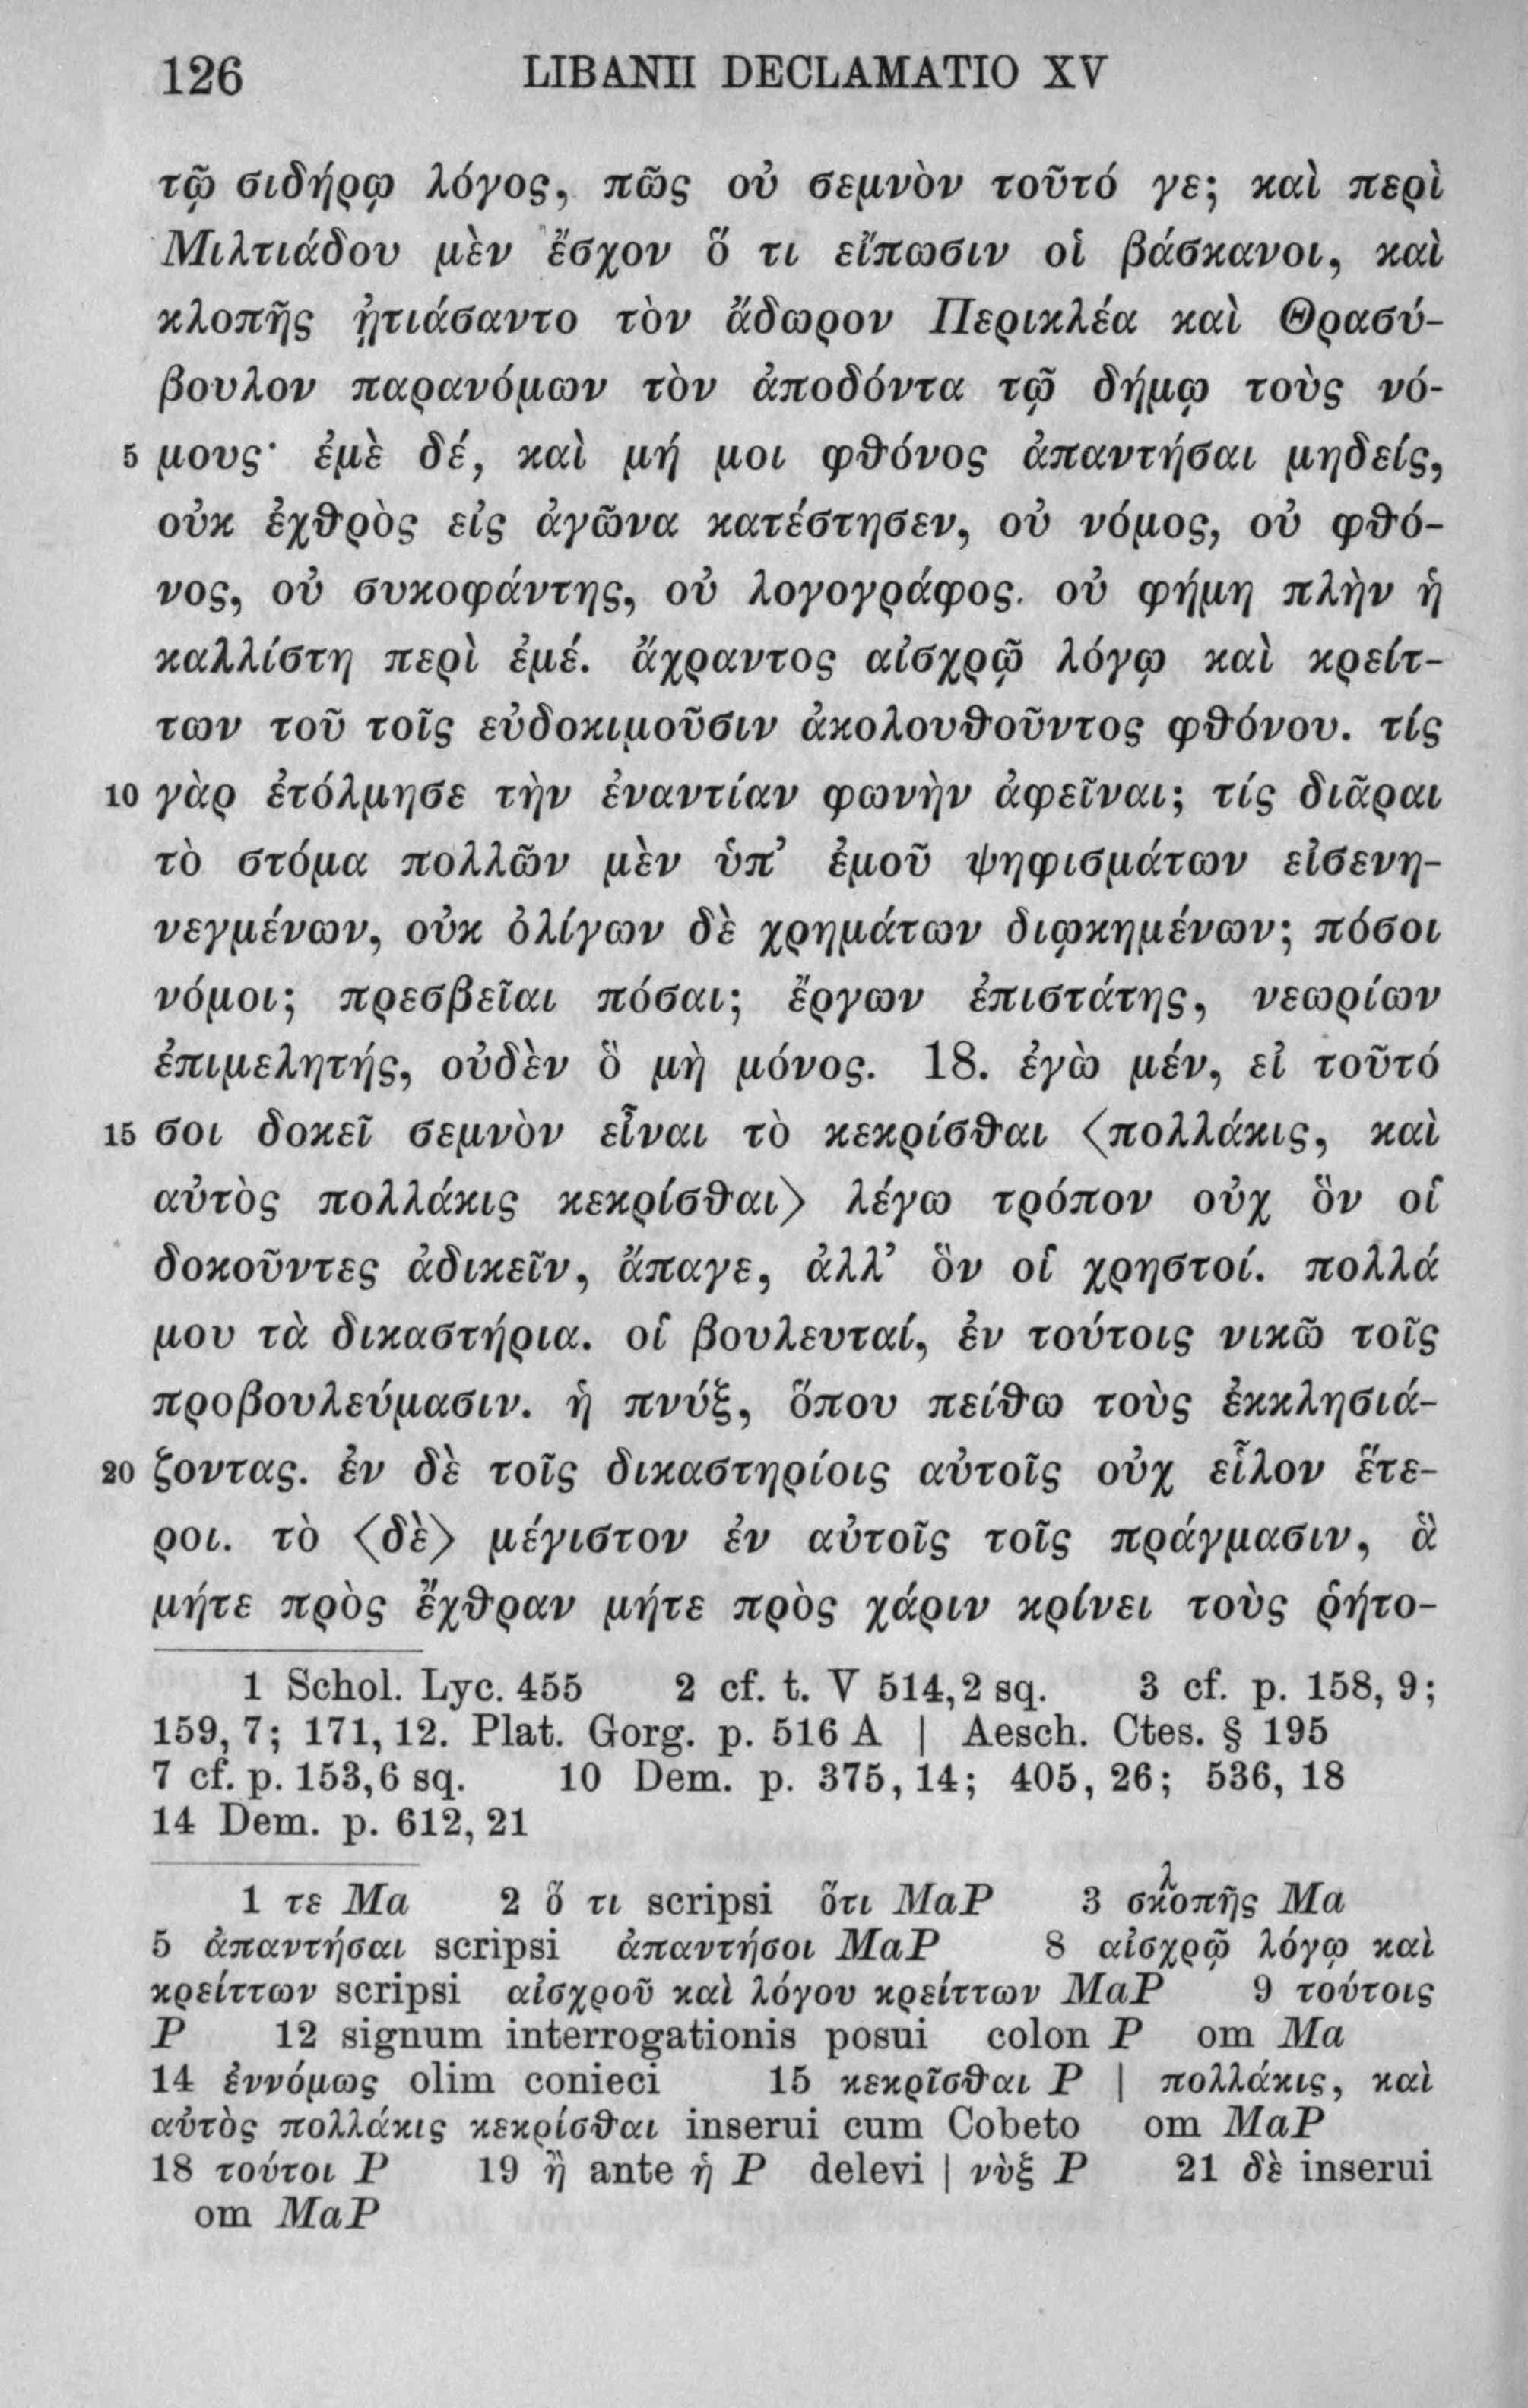 126 LIBANII DECLAMATIO XV
τῷ σιδήρῳ λόγος, πῶς οὐ σεμνὸν τοῦτό γε; καὶ περὶ
Μιλτιάδου μὲν ἔσχον ὅ τι εἴπωσιν οἱ βάσκανοι, καὶ
κλοπῆς ᾐτιάσαντο τὸν ἄδωρον Περικλέα καὶ Θρασύ-
βουλον παρανόμων τὸν ἀποδόντα τῷ δήμῳ τοὺς νό-
5 μους· ἐμὲ δέ, καὶ μή μοι φθόνος ἀπαντήσαι μηδείς,
οὐκ ἐχθρὸς εἰς ἀγῶνα κατέστησεν, οὐ νόμος, οὐ φθό-
νος, οὐ συκοφάντης, οὐ λογογράφος. οὐ φήμη πλὴν ἡ
καλλίστη περὶ ἐμέ. ἄχραντος αἰσχρῷ λόγῳ καὶ κρείτ-
των τοῦ τοῖς εὐδοκιμοῦσιν ἀκολουθοῦντος φθόνου. τίς
10 γὰρ ἐτόλμησε τὴν ἐναντίαν φωνὴν ἀφεῖναι; τίς διᾶραι
τὸ στόμα πολλῶν μὲν ὑπ’ ἐμοῦ ψηφισμάτων εἰσενη-
νεγμένων, οὐκ ὀλίγων δὲ χρημάτων διῳκημένων; πόσοι
νόμοι; πρεσβεῖαι πόσαι; ἔργων ἐπιστάτης, νεωρίων
ἐπιμελητής, οὐδὲν ὃ μὴ μόνος. 18. ἐγὼ μέν, εἰ τοῦτό
15 σοι δοκεῖ σεμνὸν εἶναι τὸ κεκρίσθαι ⟨πολλάκις, καὶ
αὐτὸς πολλάκις κεκρίσθαι⟩ λέγω τρόπον οὐχ ὃν οἱ
δοκοῦντες ἀδικεῖν, ἄπαγε, ἀλλ’ ὃν οἱ χρηστοί. πολλά
μου τὰ δικαστήρια. οἱ βουλευταί, ἐν τούτοις νικῶ τοῖς
προβουλεύμασιν. ἡ πνύξ, ὅπου πείθω τοὺς ἐκκλησιά-
20 ζοντας. ἐν δὲ τοῖς δικαστηρίοις αὐτοῖς οὐχ εἷλον ἕτε-
ροι. τὸ ⟨δὲ⟩ μέγιστον ἐν αὐτοῖς τοῖς πράγμασιν, ἃ
μήτε πρὸς ἔχθραν μήτε πρὸς χάριν κρίνει τοὺς ῥήτο-
1 Schol. Lyc. 455 2 cf. t. V 514,2 sq. 3 cf. p. 158, 9;
159, 7; 171, 12. Plat. Gorg. p. 516 A | Aesch. Ctes. § 195
7 cf. p. 153,6 sq. 10 Dem. p. 375, 14; 405, 26; 536, 18
14 Dem. p. 612, 21
1 τε Ma 2 ὅ τι scripsi ὅτι MaP 3 σκλοπῆς Ma
5 ἀπαντήσαι scripsi ἀπαντήσοι MaP 8 αἰσχρῷ λόγῳ καὶ
κρείττων scripsi αἰσχροῦ καὶ λόγου κρείττων MaP 9 τούτοις
P 12 signum interrogationis posui colon P om Ma
14 ἐννόμως olim conieci 15 κεκρῖσθαι P | πολλάκις, καὶ
αὐτὸς πολλάκις κεκρίσθαι inserui cum Cobeto om MaP
18 τούτοι P 19 ἢ ante ἡ P delevi | νὺξ P 21 δὲ inserui
om MaP